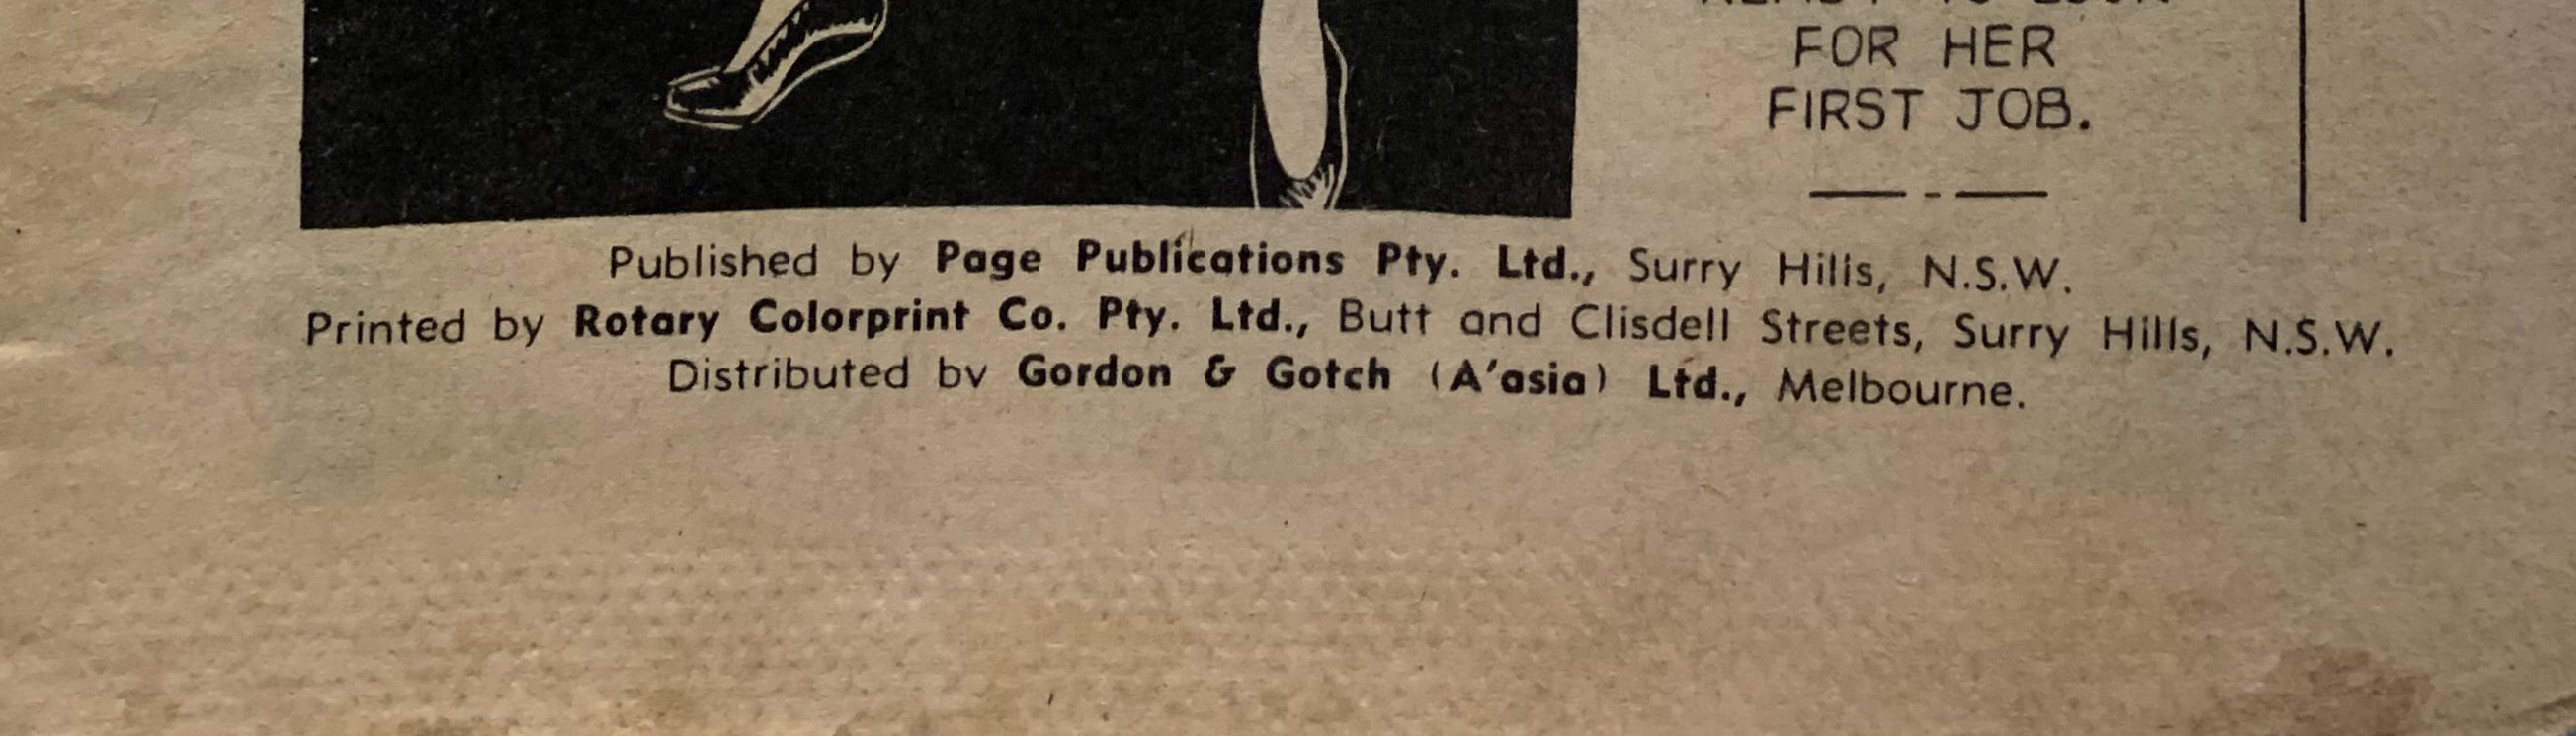 FOR HER
FIRST JOB.
Published by Page Publications Pty. Ltd., Surry Hills, N.S.W.
Printed by Rotary Colorprint Co. Pty. Ltd., Butt and Clisdell Streets, Surry Hills, N.S.W.
Distributed by Gordon & Gotch (A'asia) Ltd., Melbourne.